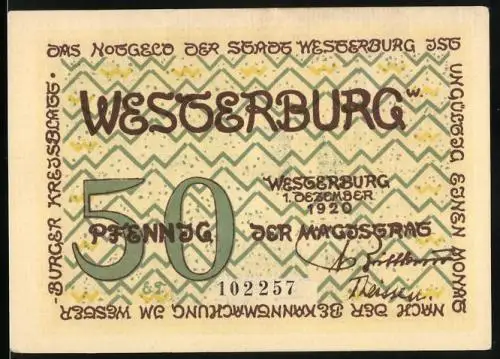 DAS NOTGELD DER STADT WESTERBURG IST
UNGÜLTIG EINEN MONAT
NACH DER BEKANNTMACHUNG IM WESTER-
BURGER KREISBLATT.
WESTERBURG
W.
WESTERBURG
1. DEZEMBER
1920
50
PFENNIG DER MAGISTRAT
102257